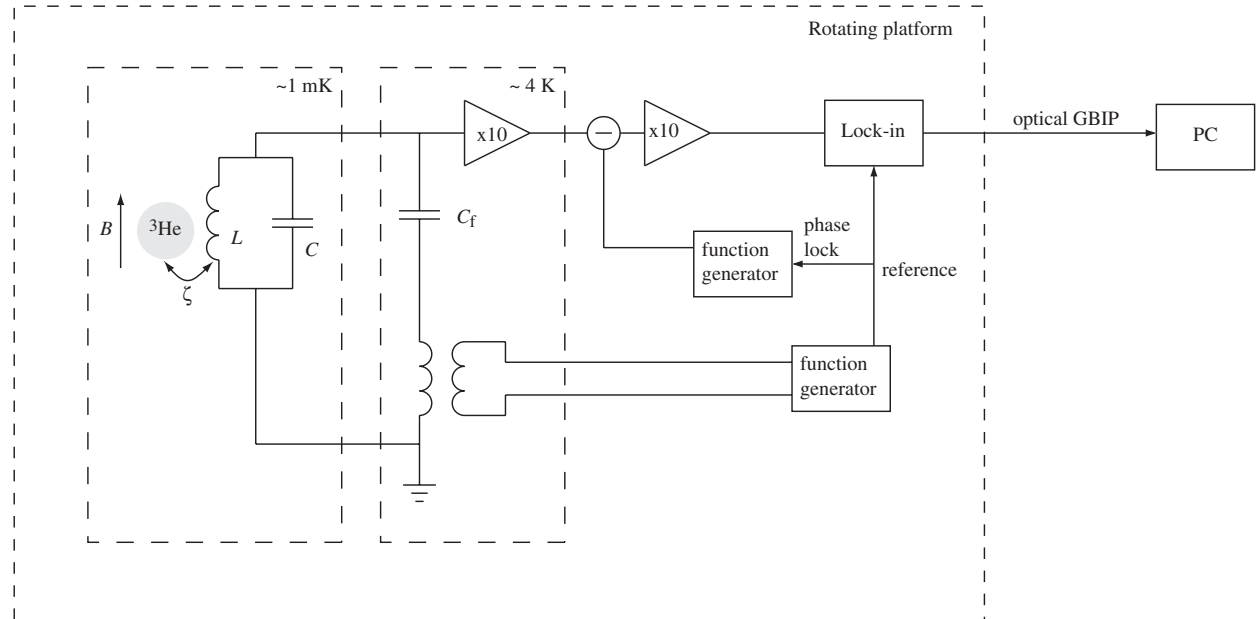 Rotating platform
~1 mK
~ 4 K
x10
x10
Lock-in
optical GBIP
PC
B
³He
L
C
ζ
C_f
function
generator
phase
lock
reference
function
generator